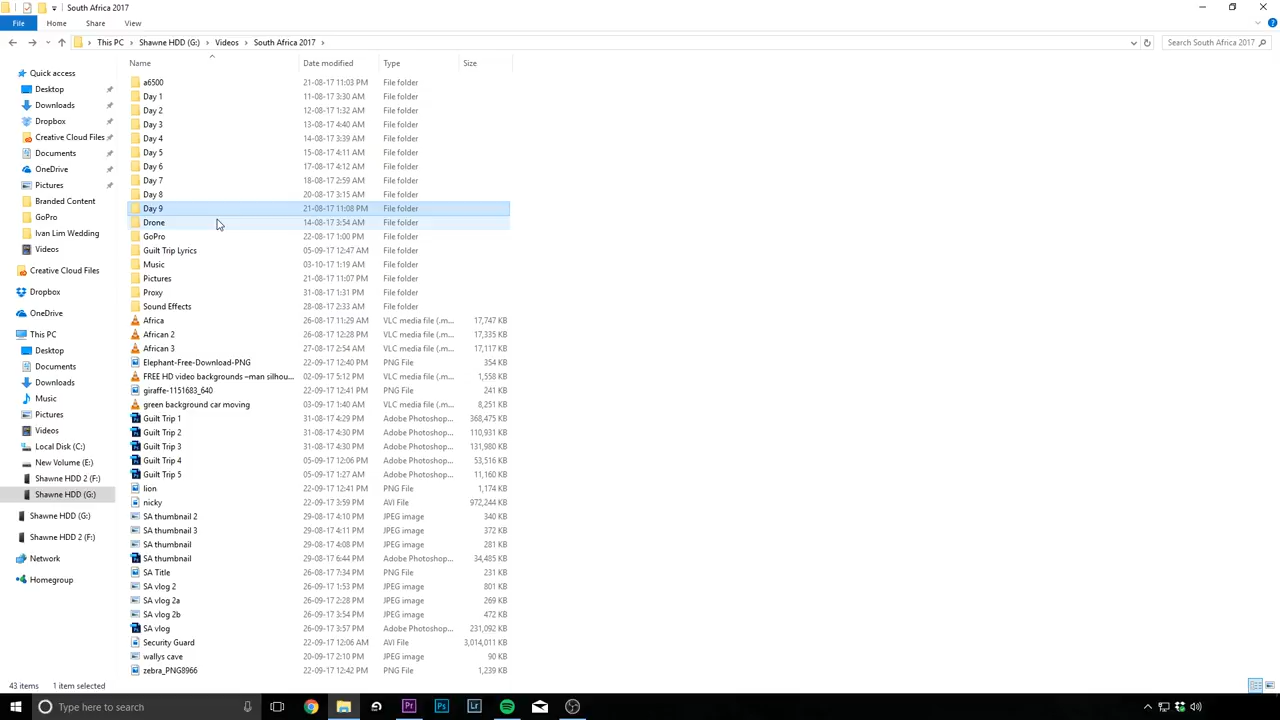 South Africa 2017
File Home Share View
This PC Shawne HDD (G:) Videos South Africa 2017 Search South Africa 2017
Name Date modified Type Size
Quick access
Desktop
Downloads
Dropbox
Creative Cloud Files
Documents
OneDrive
Pictures
Branded Content
GoPro
Ivan Lim Wedding
Videos
Creative Cloud Files
Dropbox
OneDrive
This PC
Desktop
Documents
Downloads
Music
Pictures
Videos
Local Disk (C:)
New Volume (E:)
Shawne HDD 2 (F:)
Shawne HDD (G:)
Shawne HDD (G:)
Shawne HDD 2 (F:)
Network
Homegroup
a6500 21-08-17 11:03 PM File folder
Day 1 11-08-17 3:30 AM File folder
Day 2 12-08-17 1:32 AM File folder
Day 3 13-08-17 4:40 AM File folder
Day 4 14-08-17 3:39 AM File folder
Day 5 15-08-17 4:11 AM File folder
Day 6 17-08-17 4:12 AM File folder
Day 7 18-08-17 2:59 AM File folder
Day 8 20-08-17 3:15 AM File folder
Day 9 21-08-17 11:08 PM File folder
Drone 14-08-17 3:54 AM File folder
GoPro 22-08-17 1:00 PM File folder
Guilt Trip Lyrics 05-09-17 12:47 AM File folder
Music 03-10-17 1:19 AM File folder
Pictures 21-08-17 11:07 PM File folder
Proxy 31-08-17 1:31 PM File folder
Sound Effects 28-08-17 2:33 AM File folder
Africa 26-08-17 11:29 AM VLC media file (.m... 17,747 KB
African 2 26-08-17 12:28 PM VLC media file (.m... 17,335 KB
African 3 27-08-17 2:54 AM VLC media file (.m... 17,117 KB
Elephant-Free-Download-PNG 22-09-17 12:40 PM PNG File 354 KB
FREE HD video backgrounds –man silhou... 02-09-17 5:12 PM VLC media file (.m... 1,558 KB
giraffe-1151683_640 22-09-17 12:41 PM PNG File 241 KB
green background car moving 03-09-17 1:40 AM VLC media file (.m... 8,251 KB
Guilt Trip 1 31-08-17 4:29 PM Adobe Photoshop... 368,475 KB
Guilt Trip 2 31-08-17 4:30 PM Adobe Photoshop... 110,931 KB
Guilt Trip 3 31-08-17 4:30 PM Adobe Photoshop... 131,980 KB
Guilt Trip 4 05-09-17 12:06 PM Adobe Photoshop... 53,516 KB
Guilt Trip 5 05-09-17 1:27 AM Adobe Photoshop... 11,160 KB
lion 22-09-17 12:41 PM PNG File 1,174 KB
nicky 22-09-17 3:59 PM AVI File 972,244 KB
SA thumbnail 2 29-08-17 4:10 PM JPEG image 340 KB
SA thumbnail 3 29-08-17 4:11 PM JPEG image 372 KB
SA thumbnail 29-08-17 4:08 PM JPEG image 281 KB
SA thumbnail 29-08-17 6:44 PM Adobe Photoshop... 34,485 KB
SA Title 26-08-17 7:34 PM PNG File 231 KB
SA vlog 2 26-09-17 1:53 PM JPEG image 801 KB
SA vlog 2a 26-09-17 2:28 PM JPEG image 269 KB
SA vlog 2b 26-09-17 3:54 PM JPEG image 472 KB
SA vlog 26-09-17 3:57 PM Adobe Photoshop... 231,092 KB
Security Guard 22-09-17 12:06 AM AVI File 3,014,011 KB
wallys cave 20-09-17 2:10 PM JPEG image 90 KB
zebra_PNG8966 22-09-17 12:42 PM PNG File 1,239 KB
43 items 1 item selected
Type here to search
Pr Ps Lr